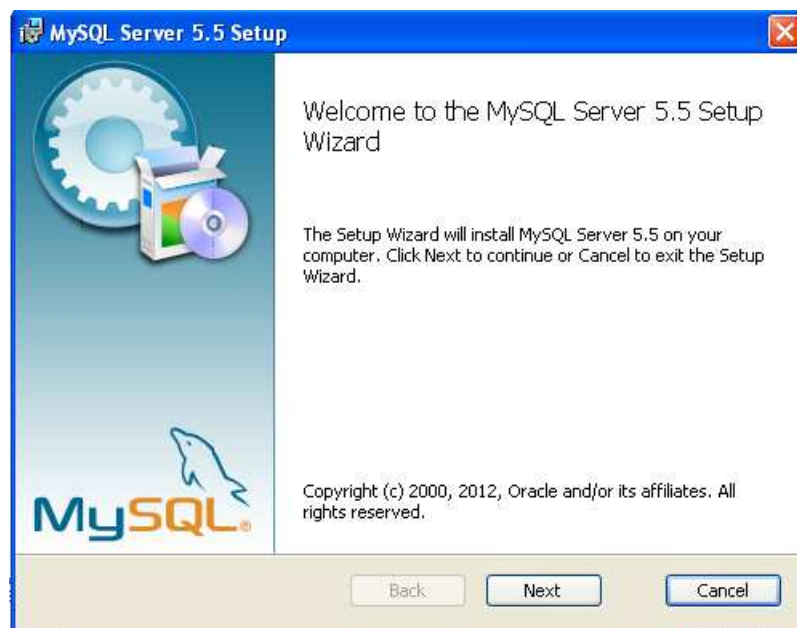 MySQL Server 5.5 Setup
Welcome to the MySQL Server 5.5 Setup
Wizard
The Setup Wizard will install MySQL Server 5.5 on your
computer. Click Next to continue or Cancel to exit the Setup
Wizard.
MySQL®
Copyright (c) 2000, 2012, Oracle and/or its affiliates. All
rights reserved.
Back Next Cancel